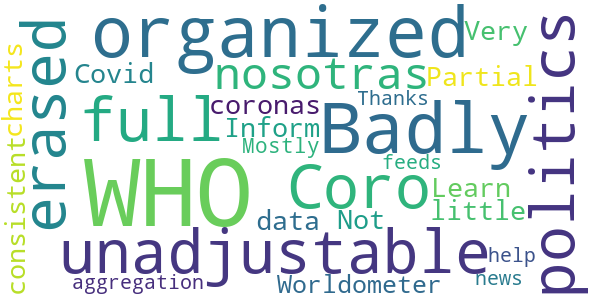 organized
Very
erased
politics
charts
consistent
Covid
nosotras
Partial
full
coronas
Thanks
Badly
Inform
Mostly
feeds
WHO
Coro
Learn
little
data
Not
unadjustable
help
aggregation
Worldometer
news